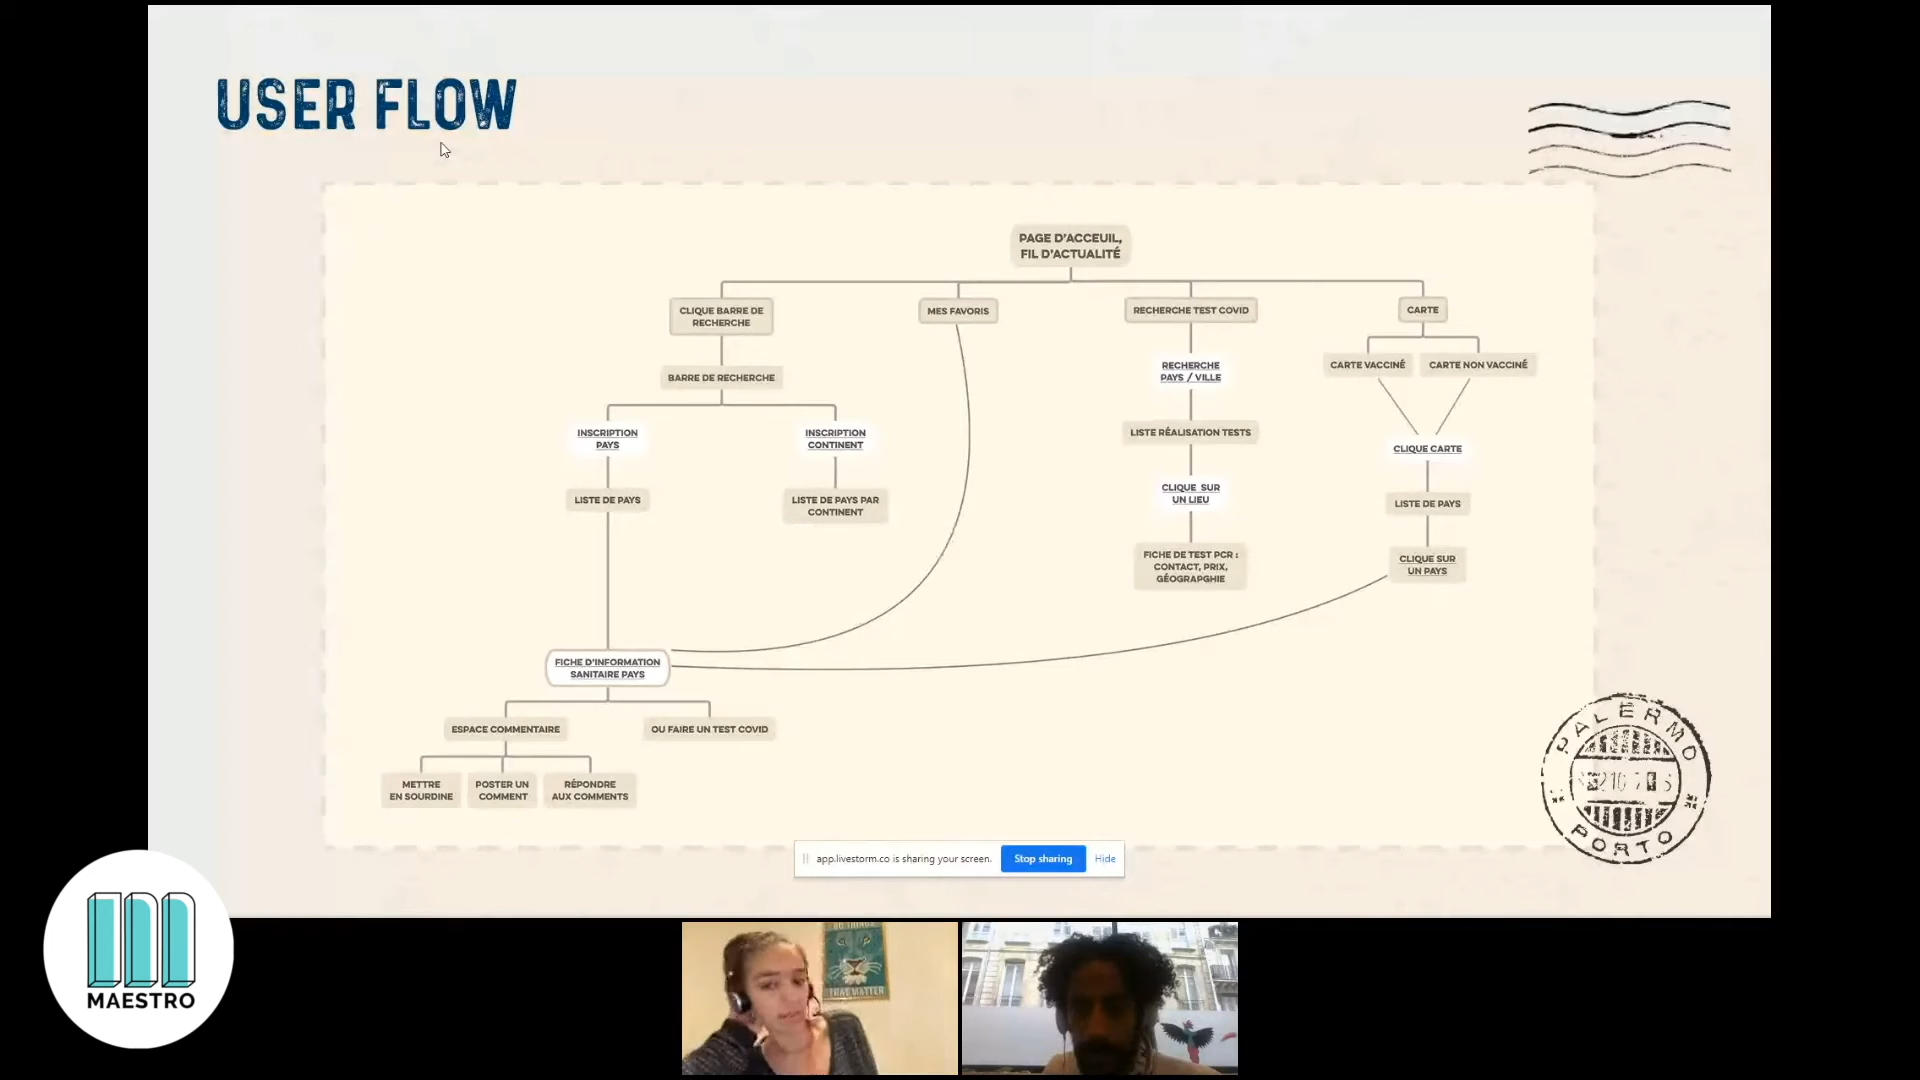 USER FLOW
PAGE D'ACCEUIL,
FIL D'ACTUALITÉ
CLIQUE BARRE DE
RECHERCHE
MES FAVORIS
RECHERCHE TEST COVID
CARTE
BARRE DE RECHERCHE
RECHERCHE
PAYS / VILLE
CARTE VACCINÉ
CARTE NON VACCINÉ
INSCRIPTION
PAYS
INSCRIPTION
CONTINENT
LISTE RÉALISATION TESTS
CLIQUE CARTE
LISTE DE PAYS
LISTE DE PAYS PAR
CONTINENT
CLIQUE SUR
UN LIEU
LISTE DE PAYS
FICHE DE TEST PCR :
CONTACT, PRIX,
GÉOGRAPGHIE
CLIQUE SUR
UN PAYS
FICHE D'INFORMATION
SANITAIRE PAYS
ESPACE COMMENTAIRE
OU FAIRE UN TEST COVID
METTRE
EN SOURDINE
POSTER UN
COMMENT
RÉPONDRE
AUX COMMENTS
PALERMO
PORTO
app.livestorm.co is sharing your screen.
Stop sharing
Hide
MAESTRO
THAT MATTER